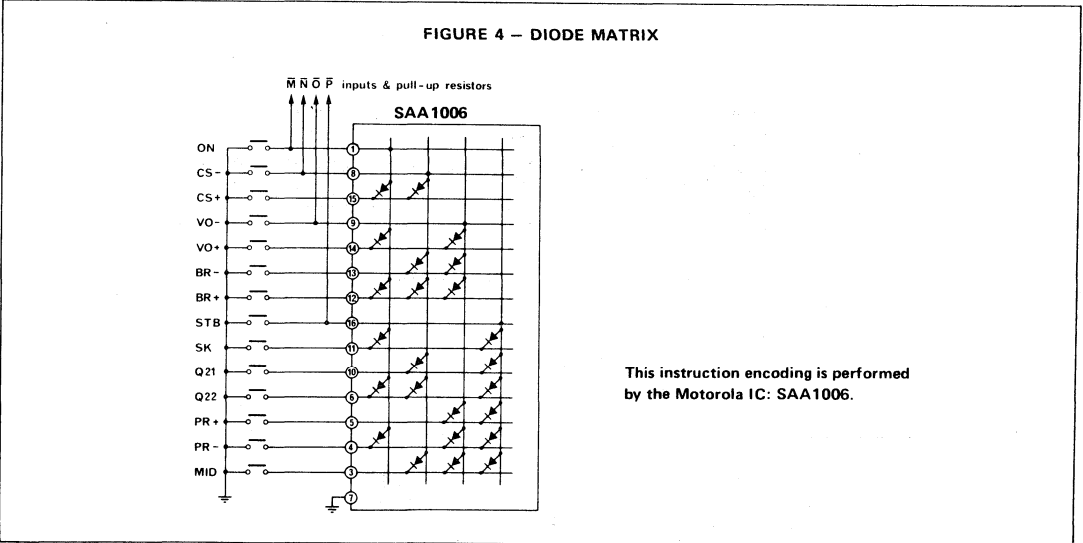 FIGURE 4 – DIODE MATRIX
M̄ N̄ Ō P̄ inputs & pull-up resistors
SAA1006
ON 1
CS- 8
CS+ 15
VO- 9
VO+ 14
BR- 13
BR+ 12
STB 16
SK 11
Q21 10
Q22 6
PR+ 5
PR- 4
MID 3
7
This instruction encoding is performed
by the Motorola IC: SAA1006.